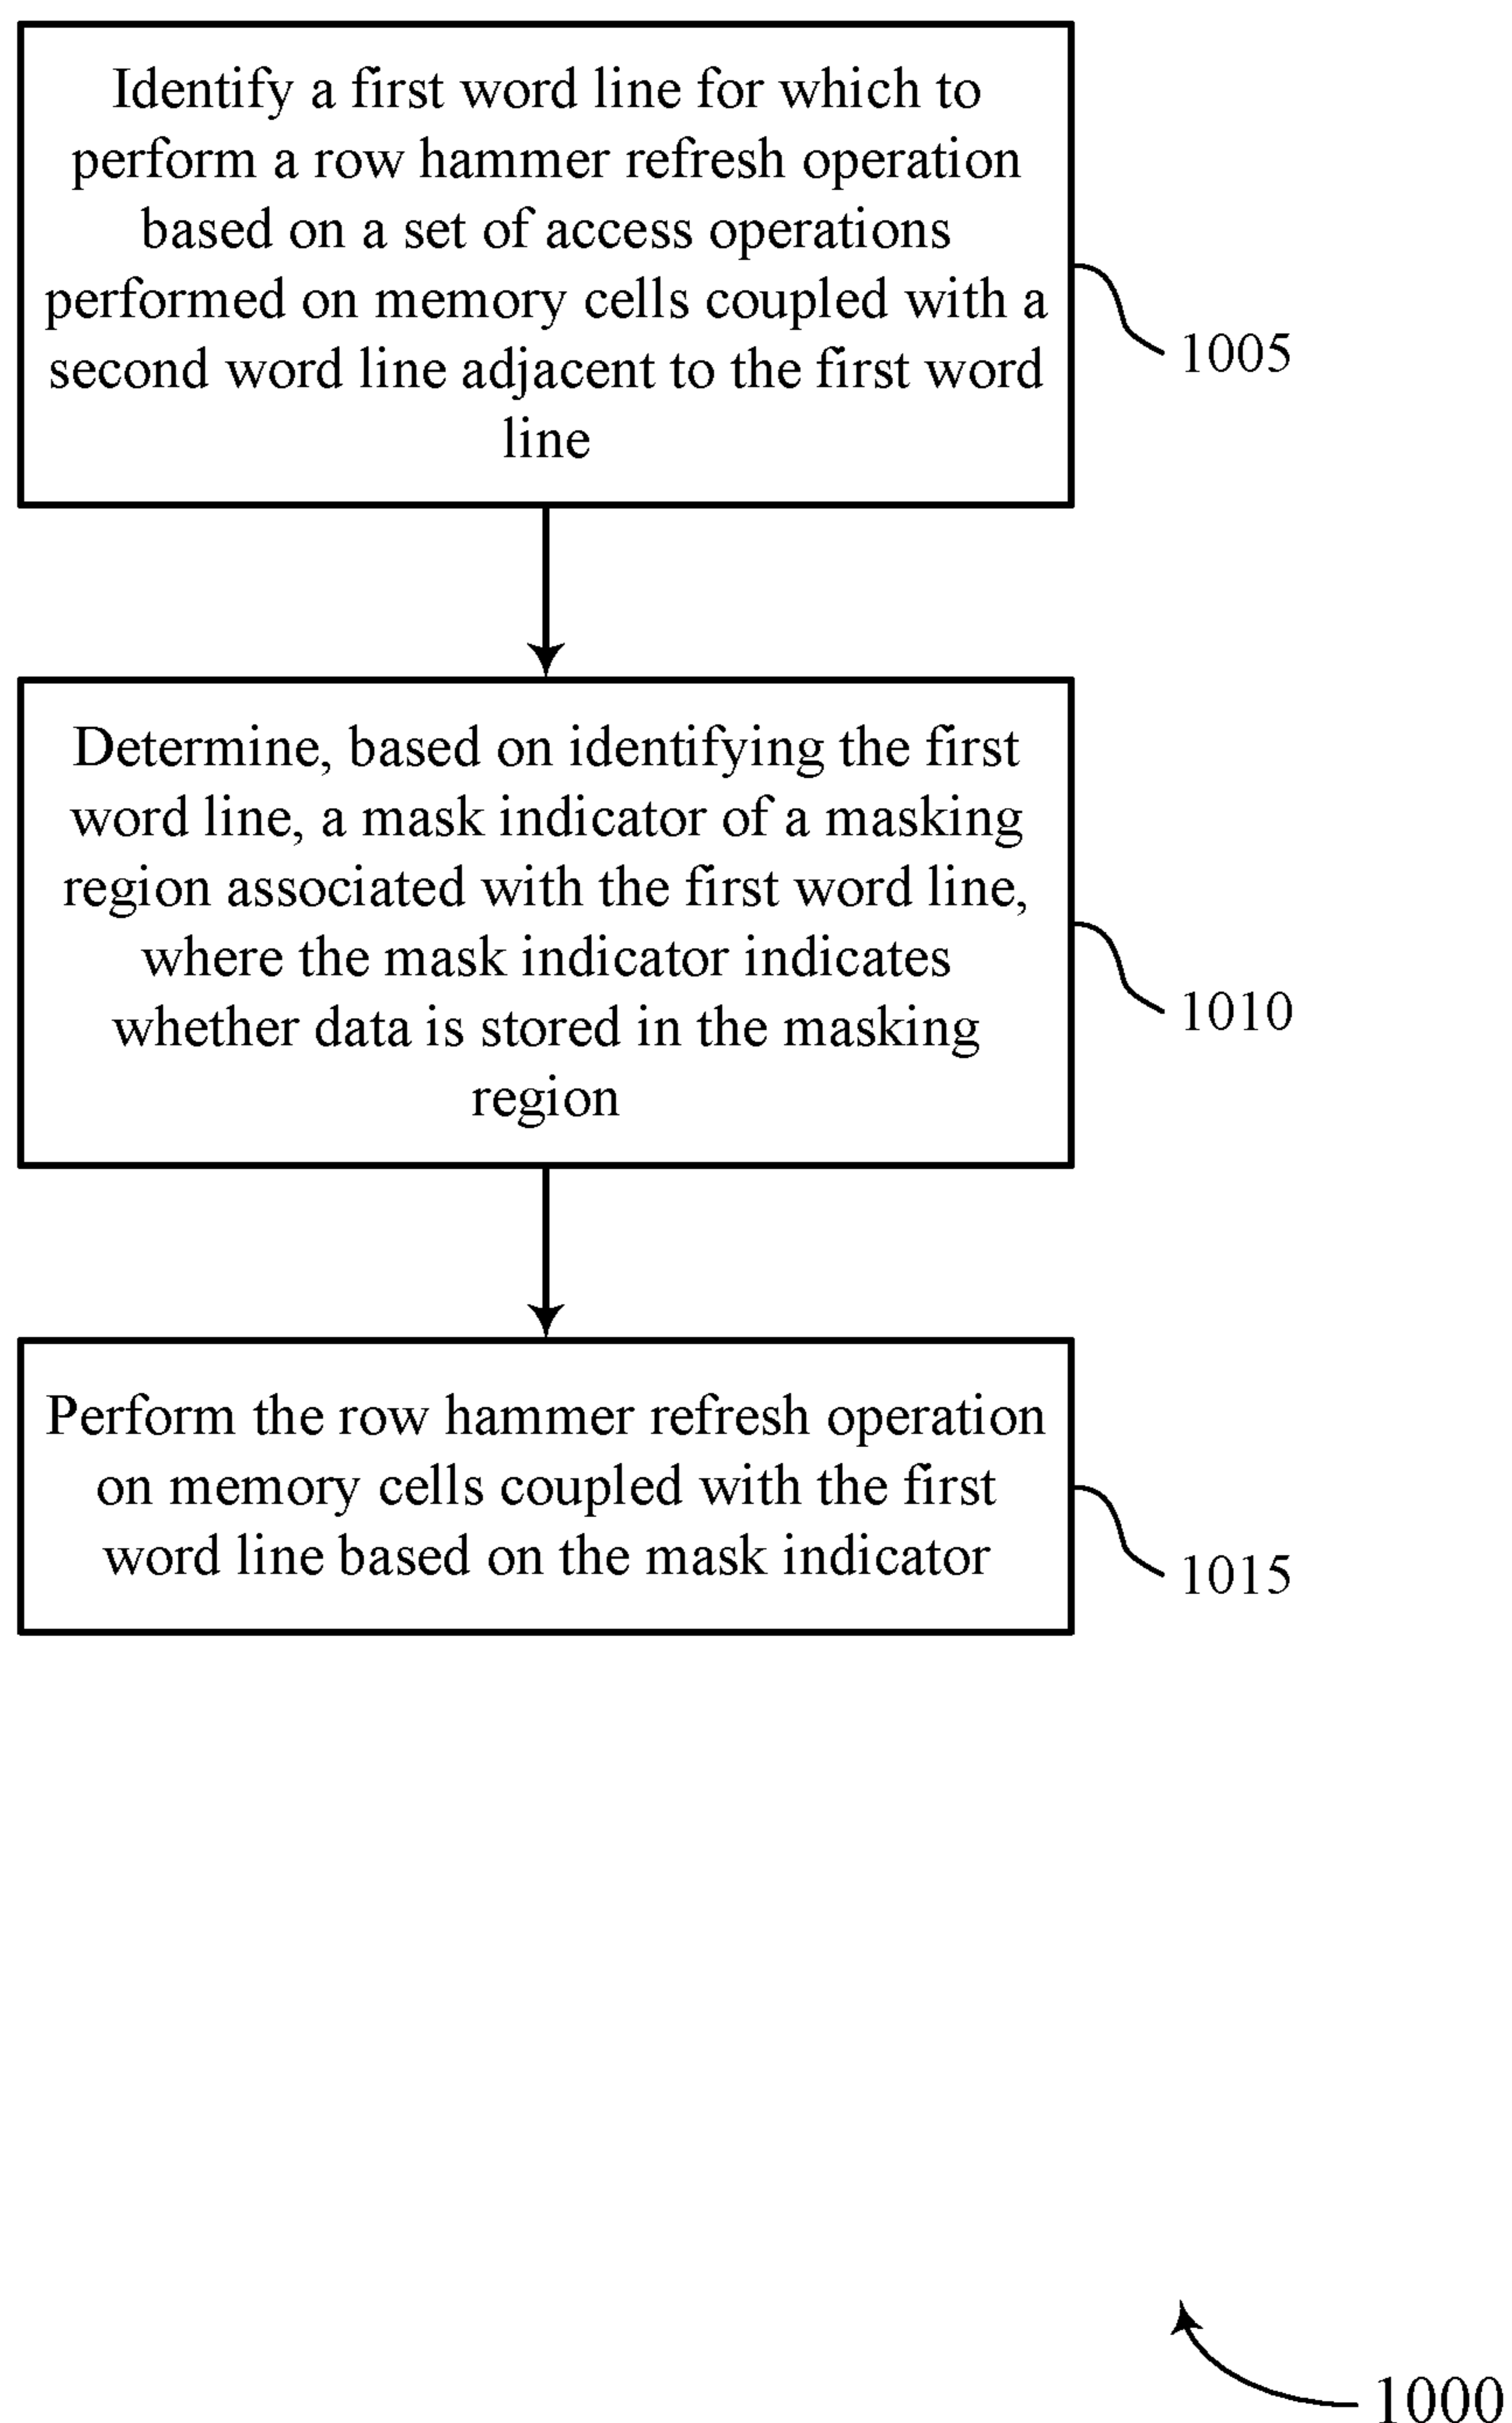 Identify a first word line for which to
perform a row hammer refresh operation
based on a set of access operations
performed on memory cells coupled with a
second word line adjacent to the first word
line
1005
Determine, based on identifying the first
word line, a mask indicator of a masking
region associated with the first word line,
where the mask indicator indicates
whether data is stored in the masking
region
1010
Perform the row hammer refresh operation
on memory cells coupled with the first
word line based on the mask indicator
1015
1000